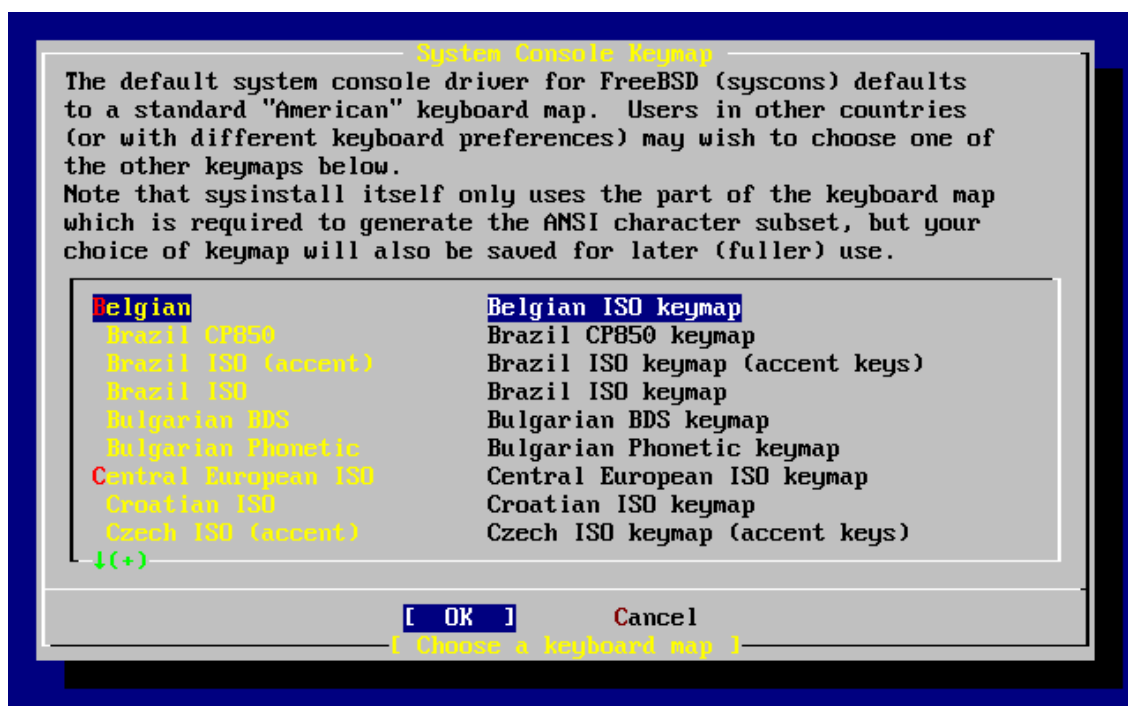 System Console Keymap
The default system console driver for FreeBSD (syscons) defaults
to a standard "American" keyboard map. Users in other countries
(or with different keyboard preferences) may wish to choose one of
the other keymaps below.
Note that sysinstall itself only uses the part of the keyboard map
which is required to generate the ANSI character subset, but your
choice of keymap will also be saved for later (fuller) use.
Belgian Belgian ISO keymap
Brazil CP850 Brazil CP850 keymap
Brazil ISO (accent) Brazil ISO keymap (accent keys)
Brazil ISO Brazil ISO keymap
Bulgarian BDS Bulgarian BDS keymap
Bulgarian Phonetic Bulgarian Phonetic keymap
Central European ISO Central European ISO keymap
Croatian ISO Croatian ISO keymap
Czech ISO (accent) Czech ISO keymap (accent keys)
↓(+)
[ OK ] Cancel
[ Choose a keyboard map ]